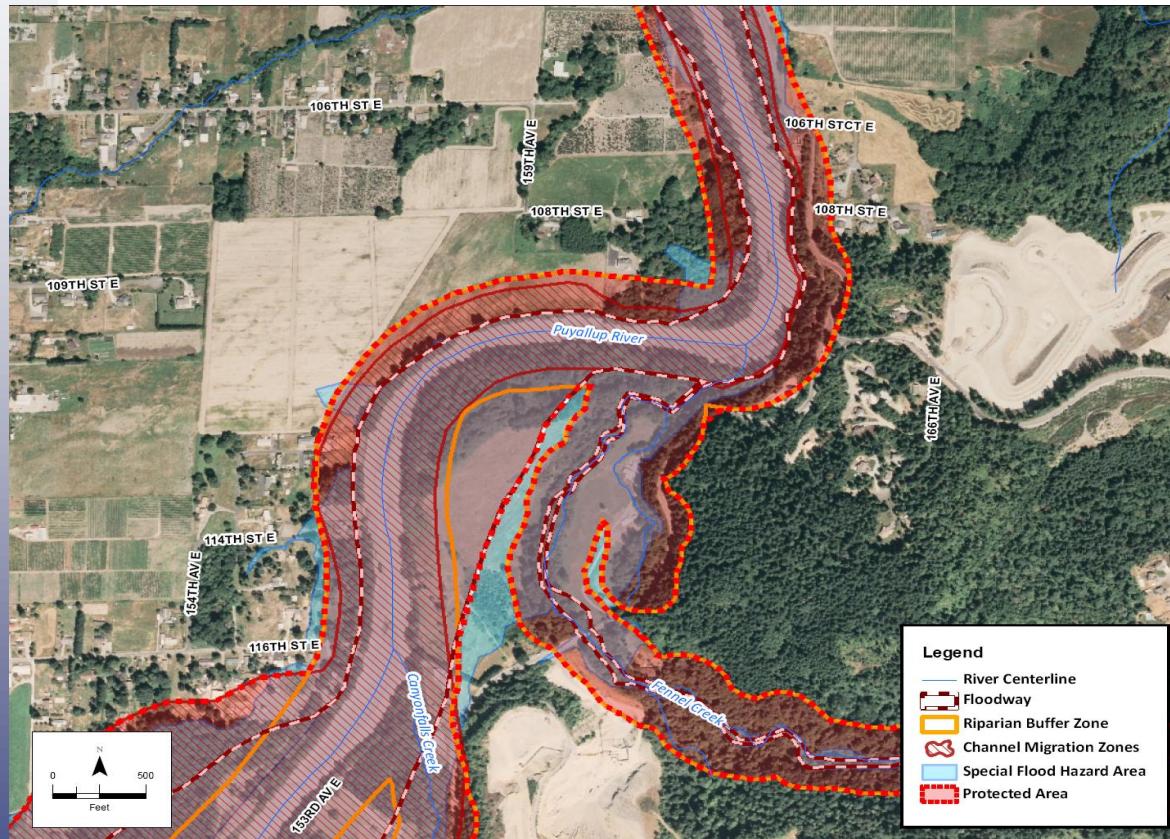 106TH ST E
159TH AV E
106TH STCT E
108TH ST E
108TH ST E
109TH ST E
Puyallup River
166TH AV E
114TH ST E
154TH AV E
116TH ST E
Canyonfalls Creek
Fennel Creek
153RD AV E
N
0 500
Feet
Legend
River Centerline
Floodway
Riparian Buffer Zone
Channel Migration Zones
Special Flood Hazard Area
Protected Area